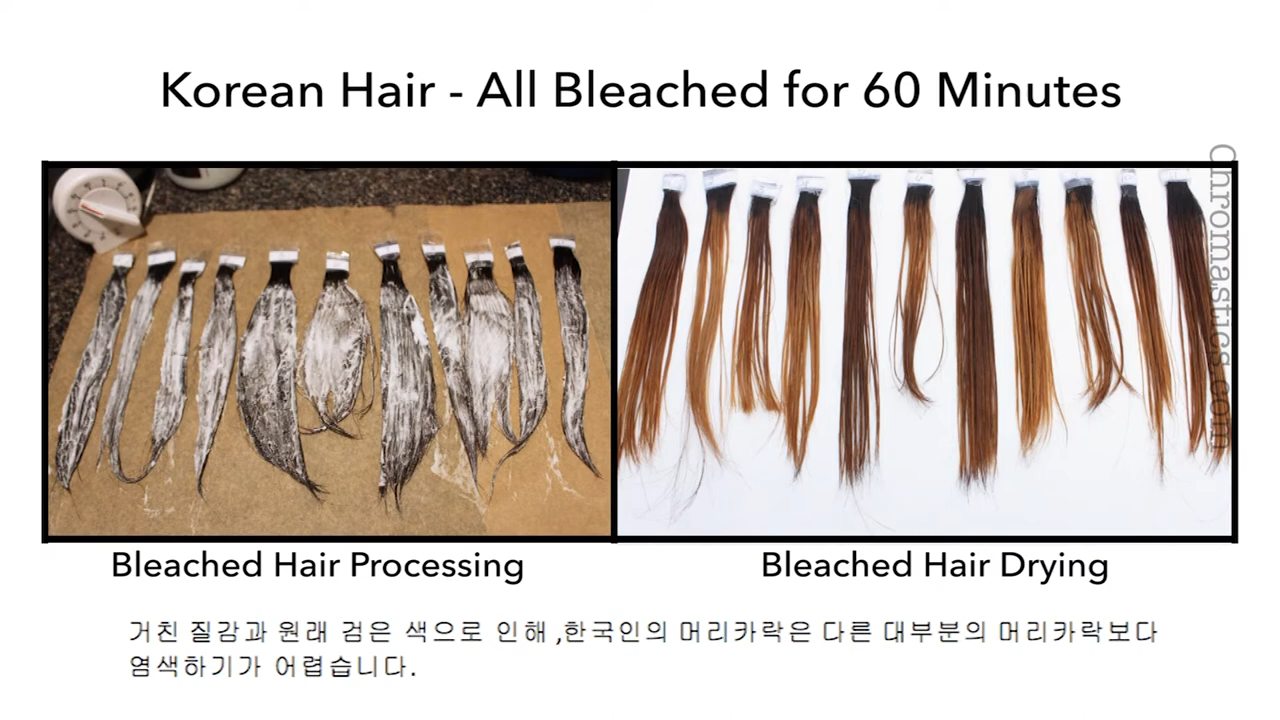 Korean Hair - All Bleached for 60 Minutes
Chromastics.com
Bleached Hair Processing
Bleached Hair Drying
거친 질감과 원래 검은 색으로 인해 ,한국인의 머리카락은 다른 대부분의 머리카락보다
염색하기가 어렵습니다.